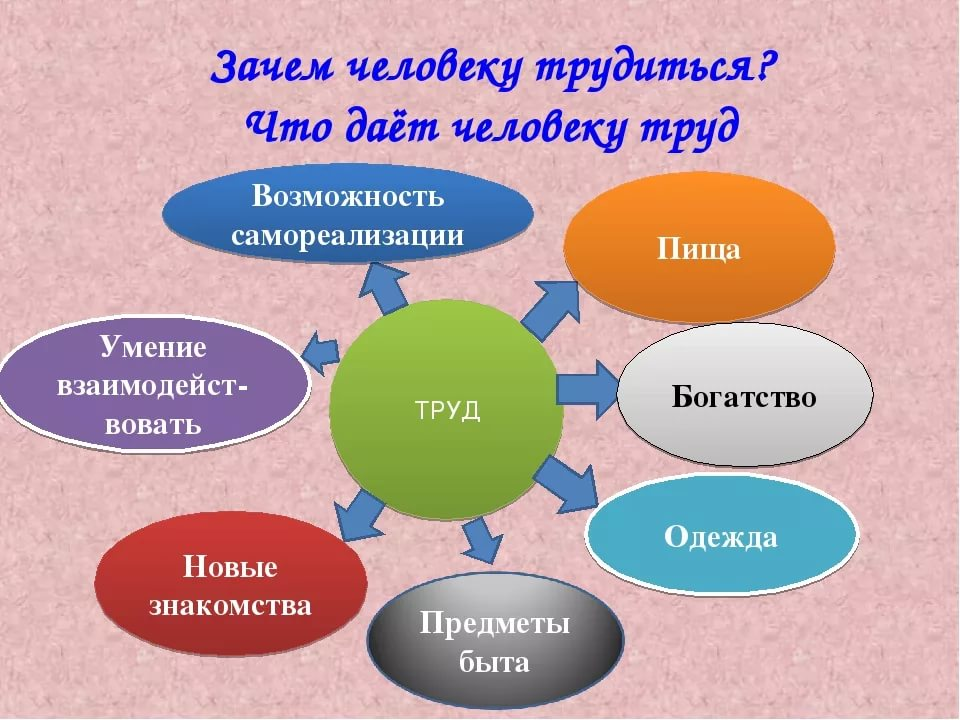 Зачем человеку трудиться?
Что даёт человеку труд
Возможность
самореализации
Пища
Умение
взаимодейст-
вовать
ТРУД
Богатство
Одежда
Новые
знакомства
Предметы
быта